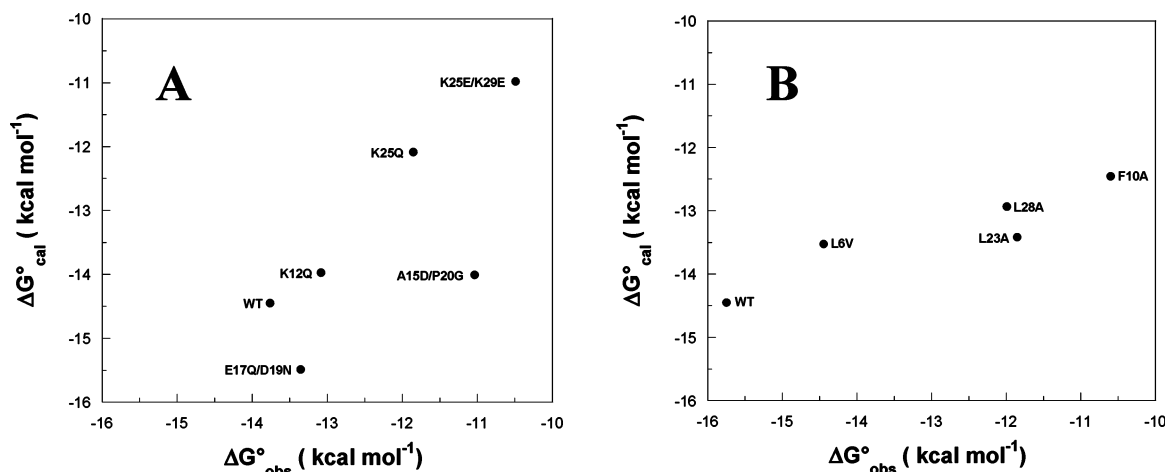 A
-10
-11
-12
-13
-14
-15
-16
ΔG°cal ( kcal mol-1)
K25E/K29E
K25Q
K12Q
A15D/P20G
WT
E17Q/D19N
-16 -15 -14 -13 -12 -11 -10
ΔG°obs ( kcal mol-1)
B
-10
-11
-12
-13
-14
-15
-16
ΔG°cal ( kcal mol-1)
F10A
L28A
L23A
L6V
WT
-16 -15 -14 -13 -12 -11 -10
ΔG°obs ( kcal mol-1)